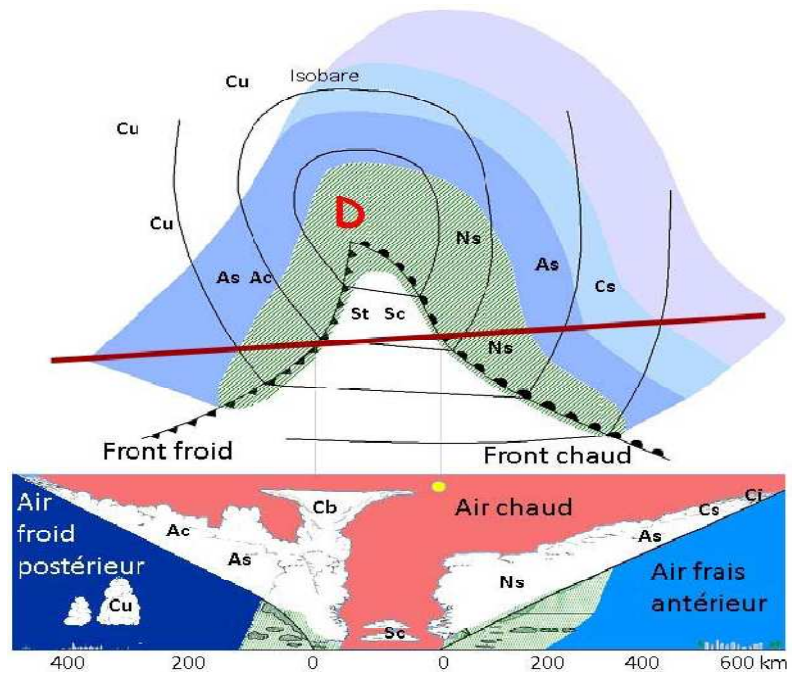 Cu
Isobare
Cu
Cu
D
Ns
As Ac
As
Cs
St Sc
Ns
Front froid
Front chaud
Air
froid
postérieur
Cb
Air chaud
Ci
Cs
Ac
As
As
Ns
Air frais
antérieur
Cu
Sc
400 200 0 0 200 400 600 km